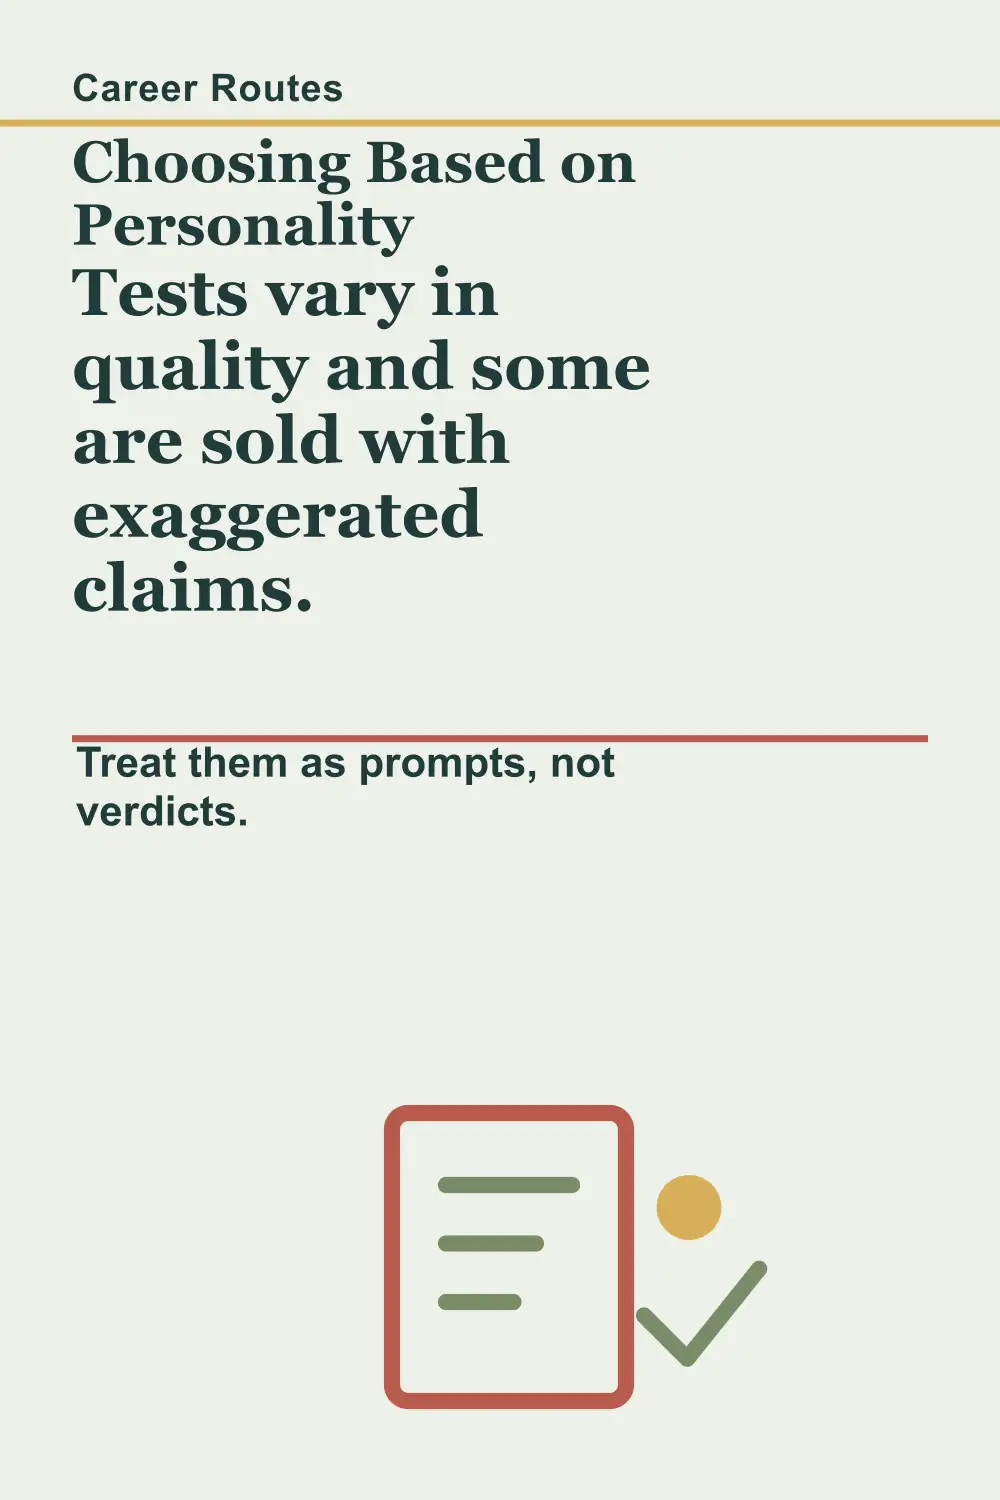 Career Routes
Choosing Based on
Personality
Tests vary in
quality and some
are sold with
exaggerated
claims.
Treat them as prompts, not
verdicts.